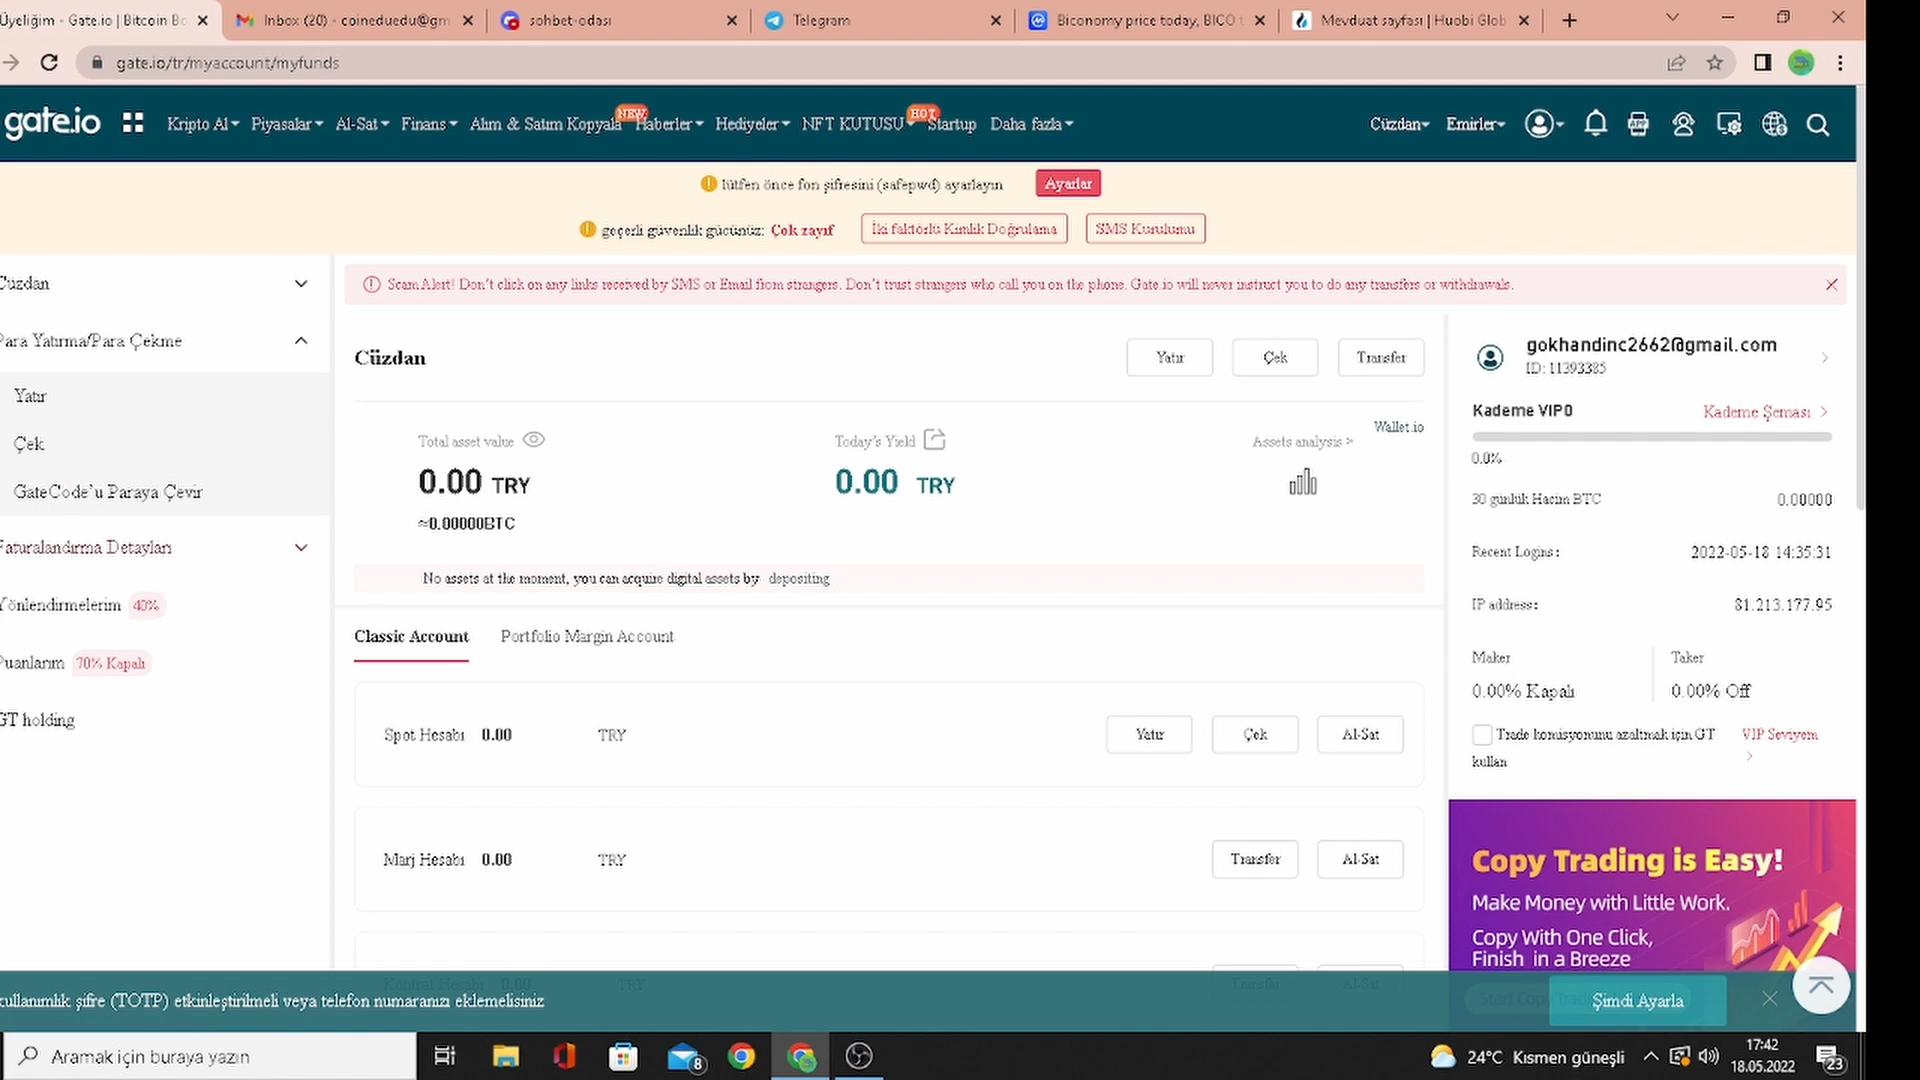 Üyeliğim - Gate.io | Bitcoin Bo
Inbox (20) - coineduedu@gm
sohbet-odası
Telegram
Biconomy price today, BICO t
Mevduat sayfası | Huobi Glob
gate.io/tr/myaccount/myfunds
gate.io
Kripto Al
Piyasalar
Al-Sat
Finans
Alım & Satım Kopyala
NEW
Haberler
Hediyeler
NFT KUTUSU
HOT
Startup
Daha fazla
Cüzdan
Emirler
lütfen önce fon şifresini (safepwd) ayarlayın
Ayarlar
geçerli güvenlik gücünüz: Çok zayıf
İki faktörlü Kimlik Doğrulama
SMS Kurulumu
Cüzdan
Para Yatırma/Para Çekme
Yatır
Çek
GateCode'u Paraya Çevir
Faturalandırma Detayları
Yönlendirmelerim 40%
Puanlarım 70% Kapalı
GT holding
Scam Alert! Don't click on any links received by SMS or Email from strangers. Don't trust strangers who call you on the phone. Gate.io will never instruct you to do any transfers or withdrawals.
Cüzdan
Yatır
Çek
Transfer
Wallet.io
Total asset value
0.00 TRY
≈0.00000BTC
Today's Yield
0.00 TRY
Assets analysis >
No assets at the moment, you can acquire digital assets by depositing
Classic Account
Portfolio Margin Account
Spot Hesabı 0.00 TRY
Yatır
Çek
Al-Sat
Marj Hesabı 0.00 TRY
Transfer
Al-Sat
Kontrat Hesabı 0.00 TRY
Transfer
Al-Sat
gokhandinc2662@gmail.com
ID: 11393385
Kademe VIP0
Kademe Şeması
0.0%
30 günlük Hacim BTC 0.00000
Recent Logins: 2022-05-18 14:35:31
IP address: 81.213.177.95
Maker
0.00% Kapalı
Taker
0.00% Off
Trade komisyonunu azaltmak için GT
kullan
VIP Seviyem
Copy Trading is Easy!
Make Money with Little Work.
Copy With One Click,
Finish in a Breeze
kullanımlık şifre (TOTP) etkinleştirilmeli veya telefon numaranızı eklemelisiniz
Şimdi Ayarla
Aramak için buraya yazın
8
24°C Kısmen güneşli
17:42
18.05.2022
23